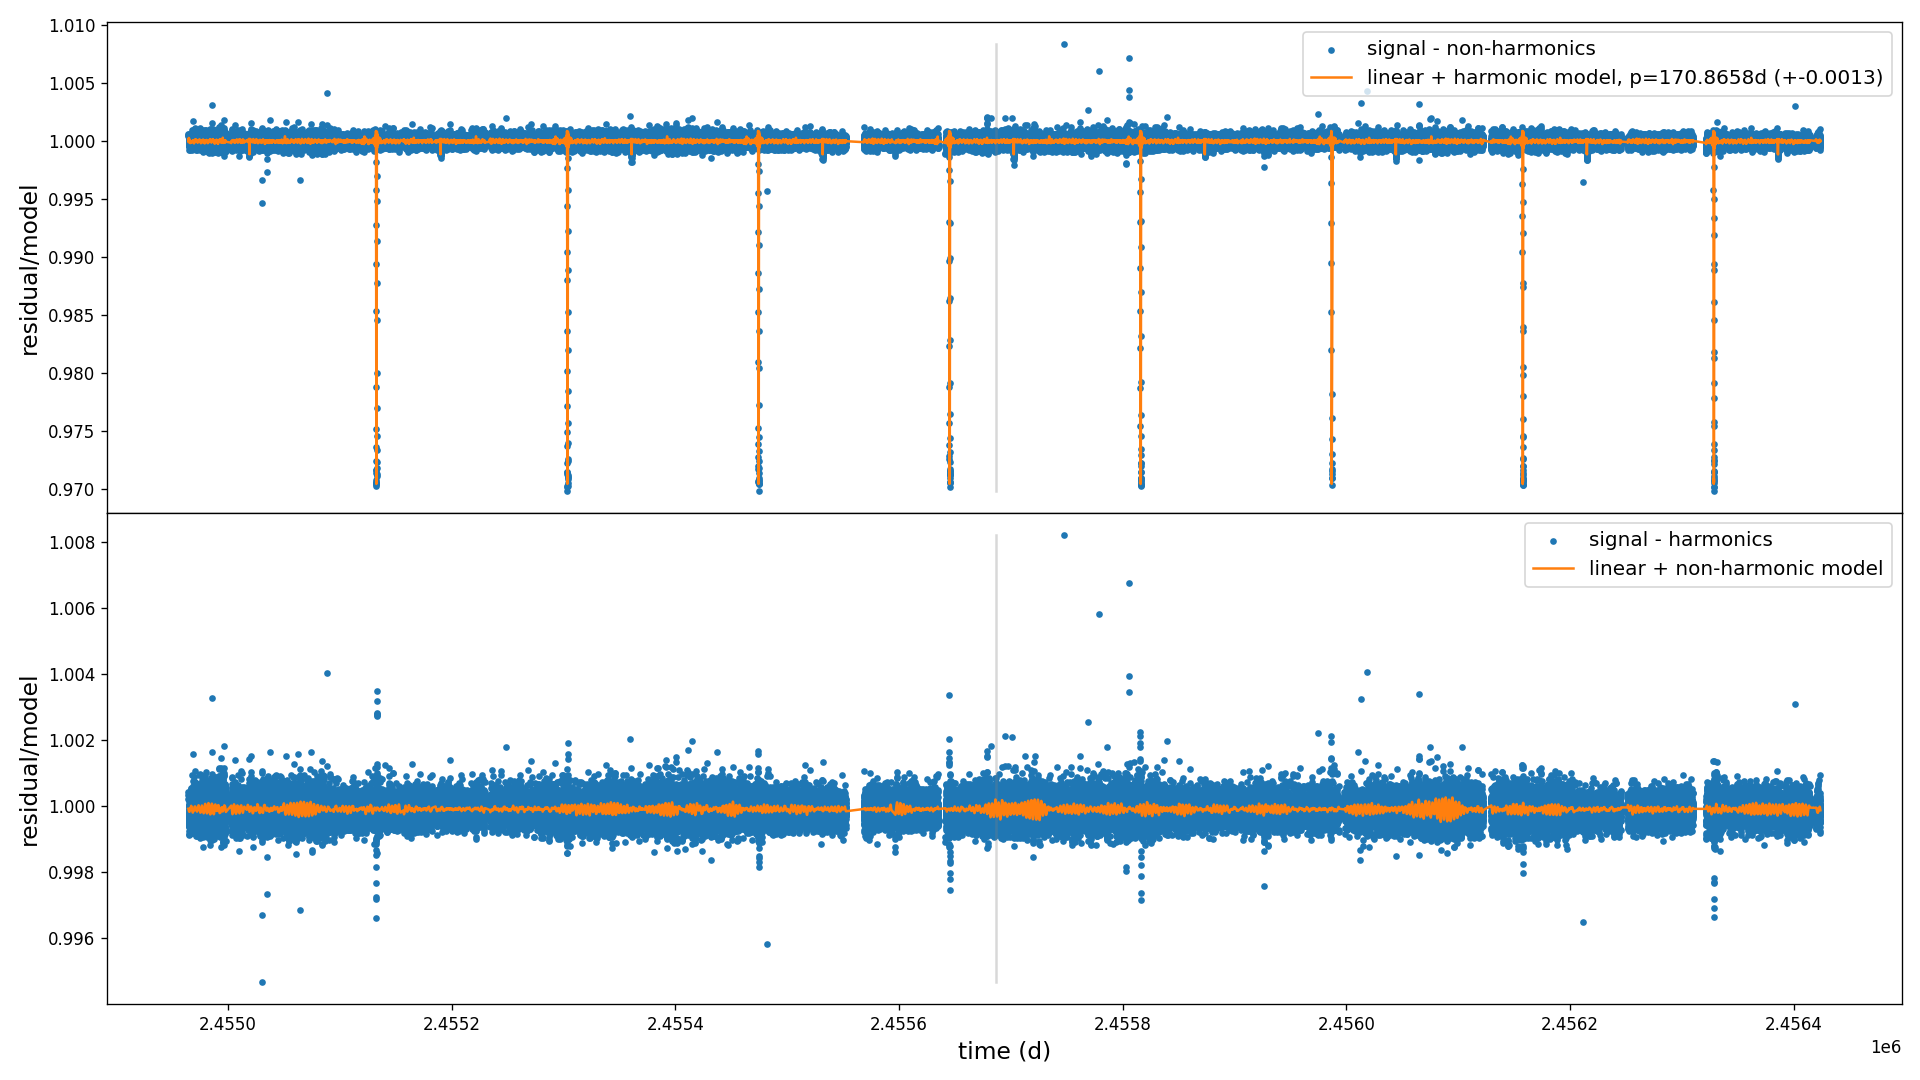 1.010
1.005
1.000
0.995
0.990
0.985
0.980
0.975
0.970
residual/model
signal - non-harmonics
linear + harmonic model, p=170.8658d (+-0.0013)
1.008
1.006
1.004
1.002
1.000
0.998
0.996
residual/model
signal - harmonics
linear + non-harmonic model
2.4550 2.4552 2.4554 2.4556 2.4558 2.4560 2.4562 2.4564
time (d)
1e6